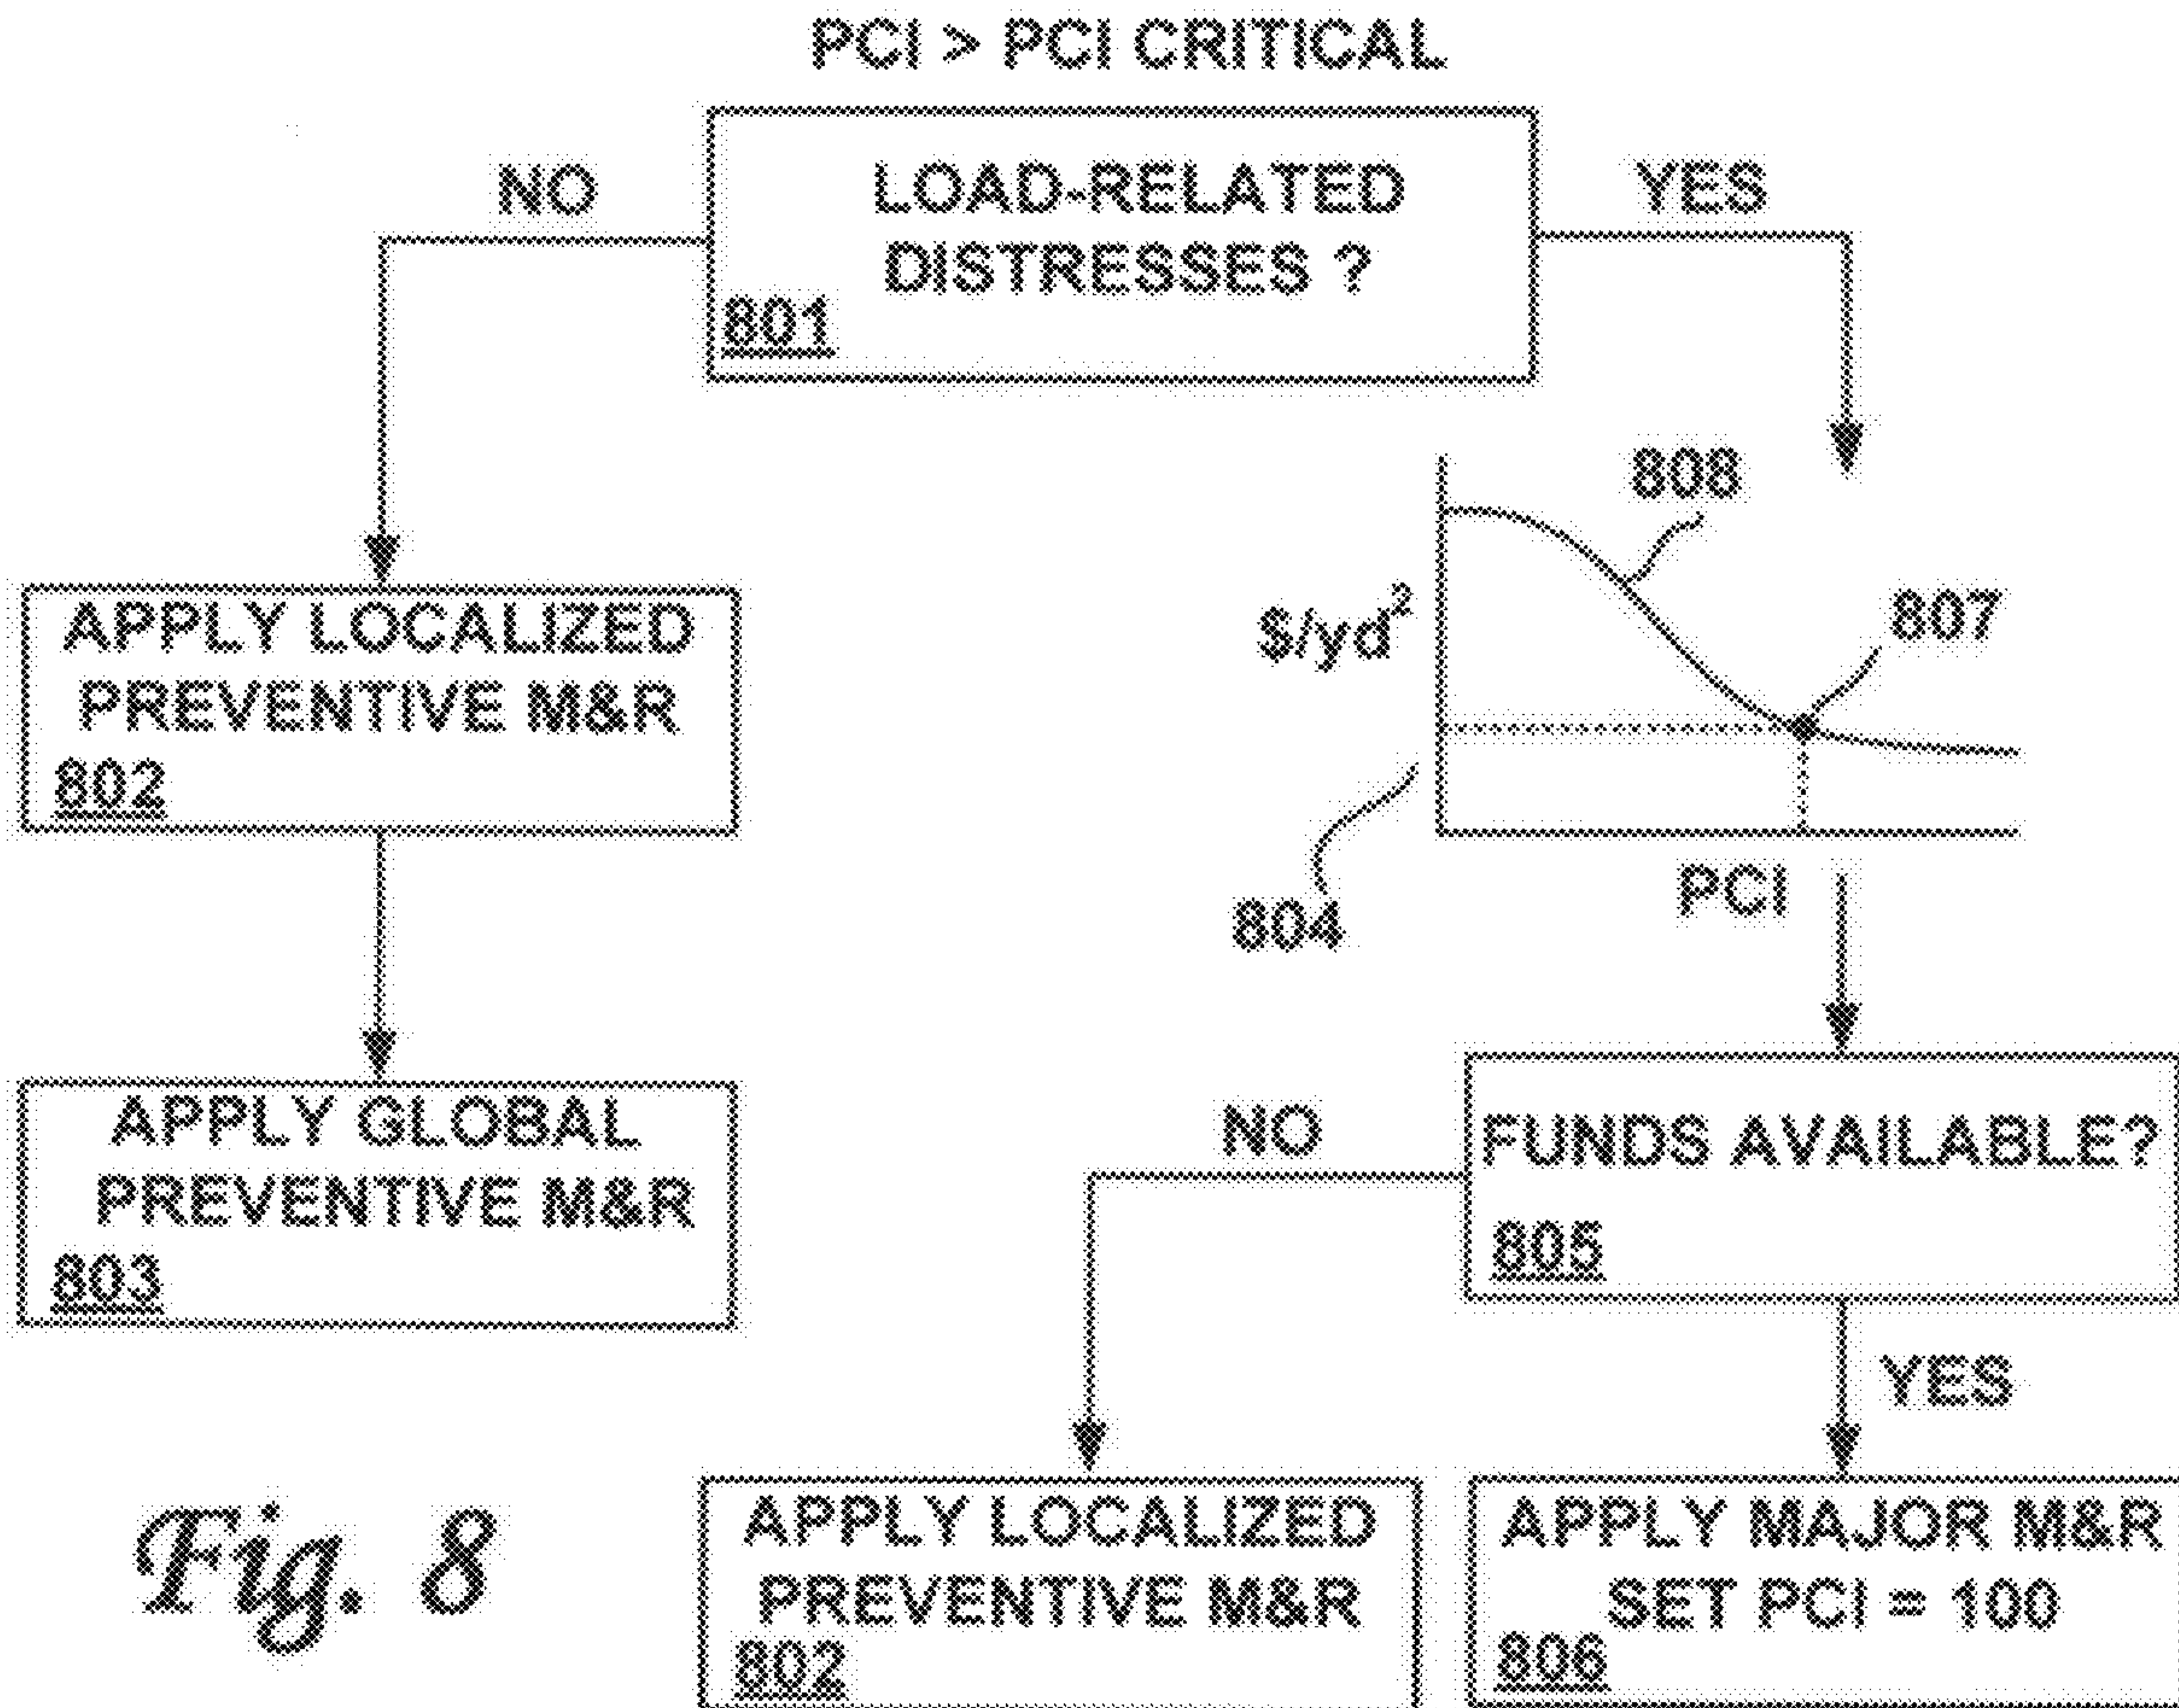 PCI > PCI CRITICAL
NO
LOAD-RELATED
DISTRESSES ?
801
YES
808
807
$/yd²
804
PCI
APPLY LOCALIZED
PREVENTIVE M&R
802
APPLY GLOBAL
PREVENTIVE M&R
803
NO
FUNDS AVAILABLE?
805
YES
APPLY LOCALIZED
PREVENTIVE M&R
802
APPLY MAJOR M&R
SET PCI = 100
806
Fig. 8